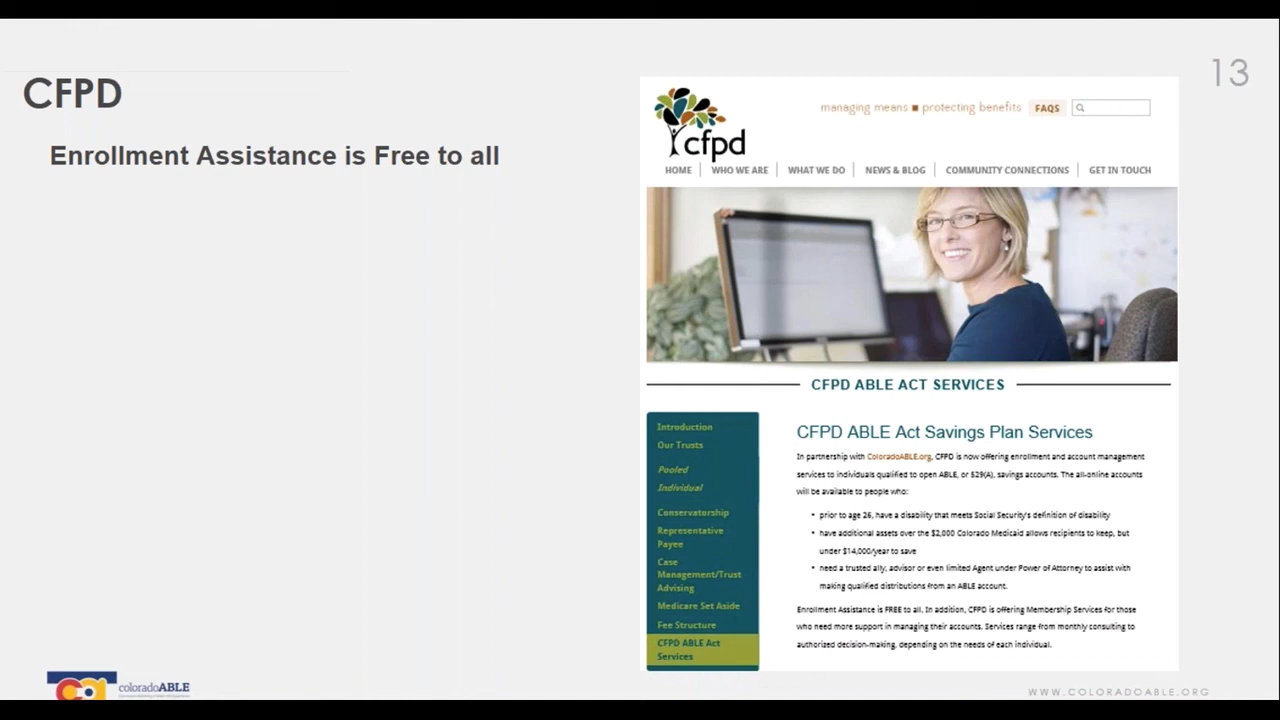 13
CFPD
Enrollment Assistance is Free to all
managing means ■ protecting benefits FAQS
cfpd
HOME WHO WE ARE WHAT WE DO NEWS & BLOG COMMUNITY CONNECTIONS GET IN TOUCH
CFPD ABLE ACT SERVICES
Introduction
Our Trusts
Pooled
Individual
Conservatorship
Representative
Payee
Case
Management/Trust
Advising
Medicare Set Aside
Fee Structure
CFPD ABLE Act
Services
CFPD ABLE Act Savings Plan Services
In partnership with ColoradoABLE.org, CFPD is now offering enrollment and account management
services to individuals qualified to open ABLE, or 529(A), savings accounts. The all-online accounts
will be available to people who:
• prior to age 26, have a disability that meets Social Security's definition of disability
• have additional assets over the $2,000 Colorado Medicaid allows recipients to keep, but
under $14,000/year to save
• need a trusted ally, advisor or even limited Agent under Power of Attorney to assist with
making qualified distributions from an ABLE account.
Enrollment Assistance is FREE to all. In addition, CFPD is offering Membership Services for those
who need more support in managing their accounts. Services range from monthly consulting to
authorized decision-making, depending on the needs of each individual.
ca coloradoABLE
WWW.COLORADOABLE.ORG